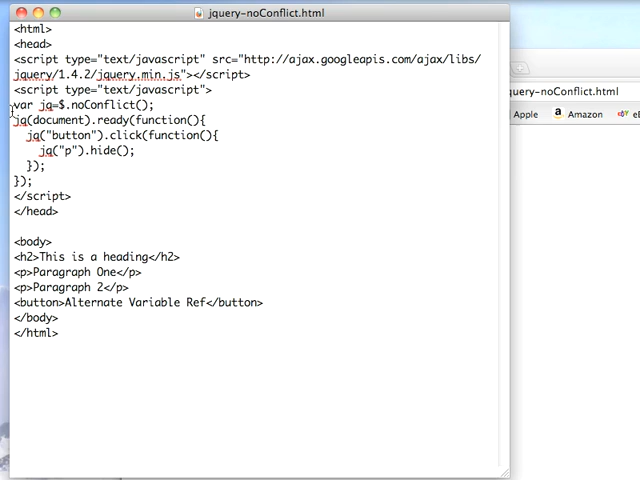 jquery-noConflict.html
<html>
<head>
<script type="text/javascript" src="http://ajax.googleapis.com/ajax/libs/
jquery/1.4.2/jquery.min.js"></script>
<script type="text/javascript">
var jq=$.noConflict();
jq(document).ready(function(){
  jq("button").click(function(){
    jq("p").hide();
  });
});
</script>
</head>

<body>
<h2>This is a heading</h2>
<p>Paragraph One</p>
<p>Paragraph 2</p>
<button>Alternate Variable Ref</button>
</body>
</html>
query-noConflict.html
Apple
Amazon
eB